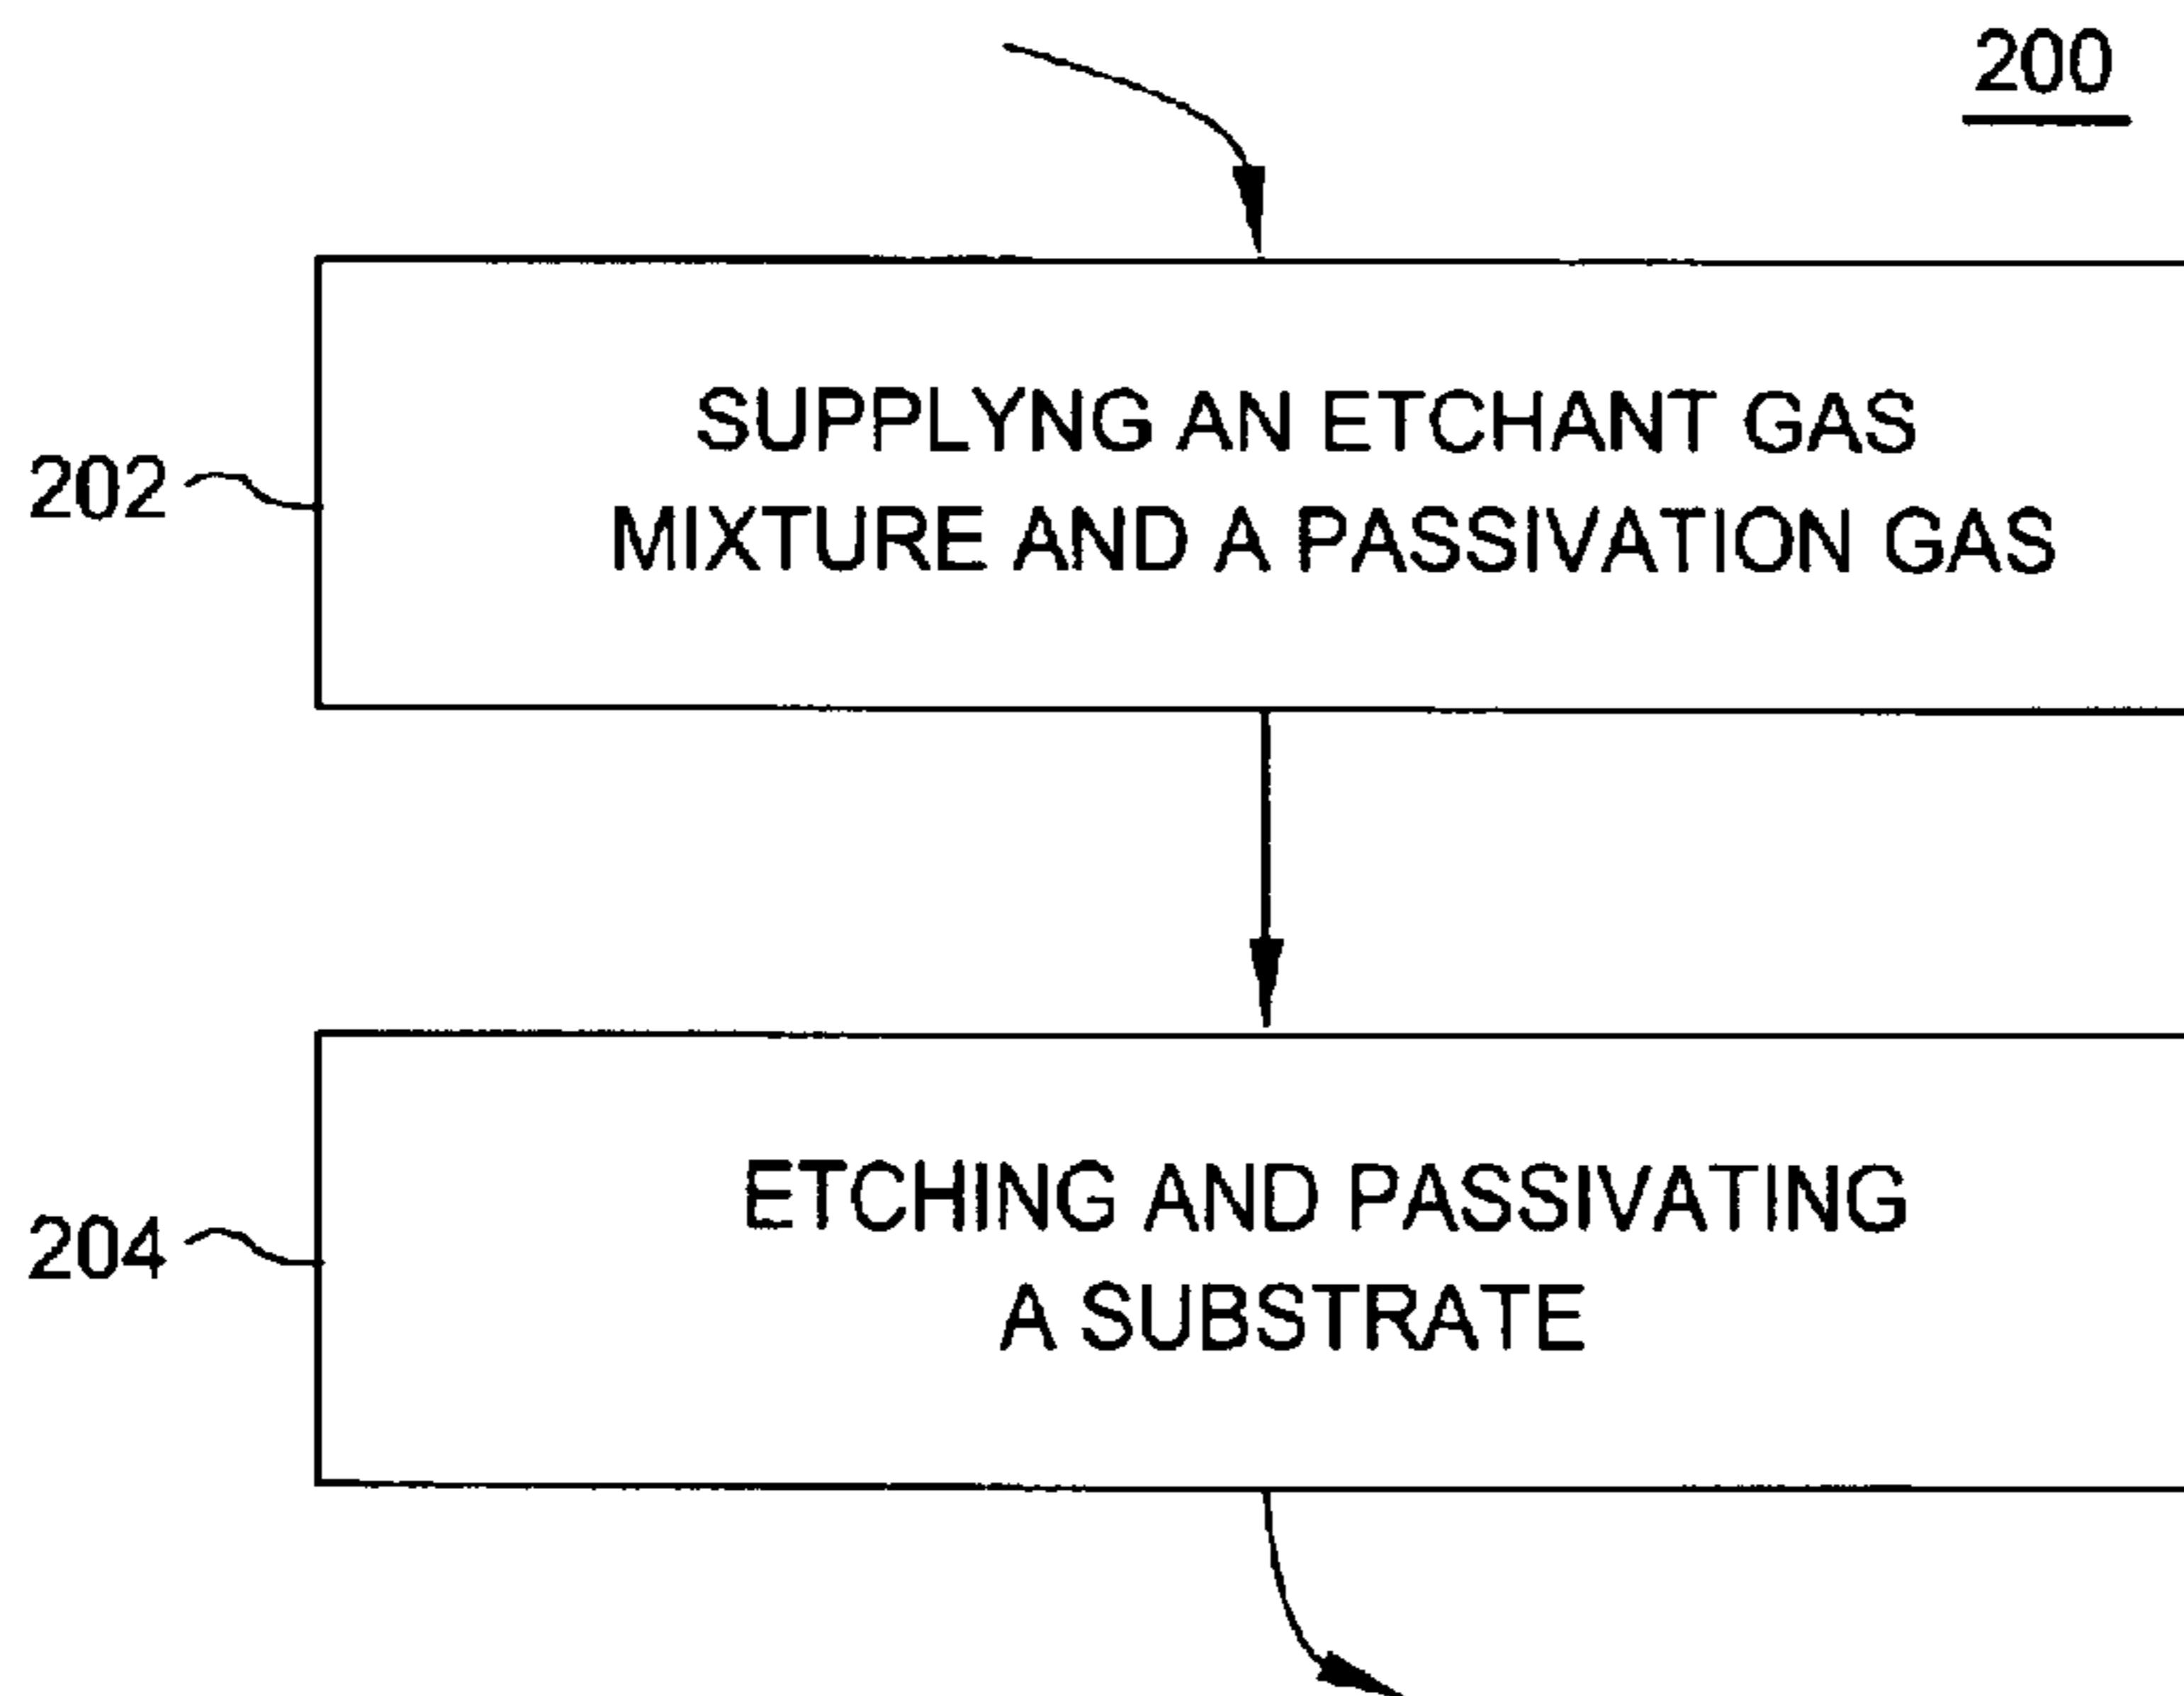 200
202
SUPPLYNG AN ETCHANT GAS
MIXTURE AND A PASSIVATION GAS
204
ETCHING AND PASSIVATING
A SUBSTRATE